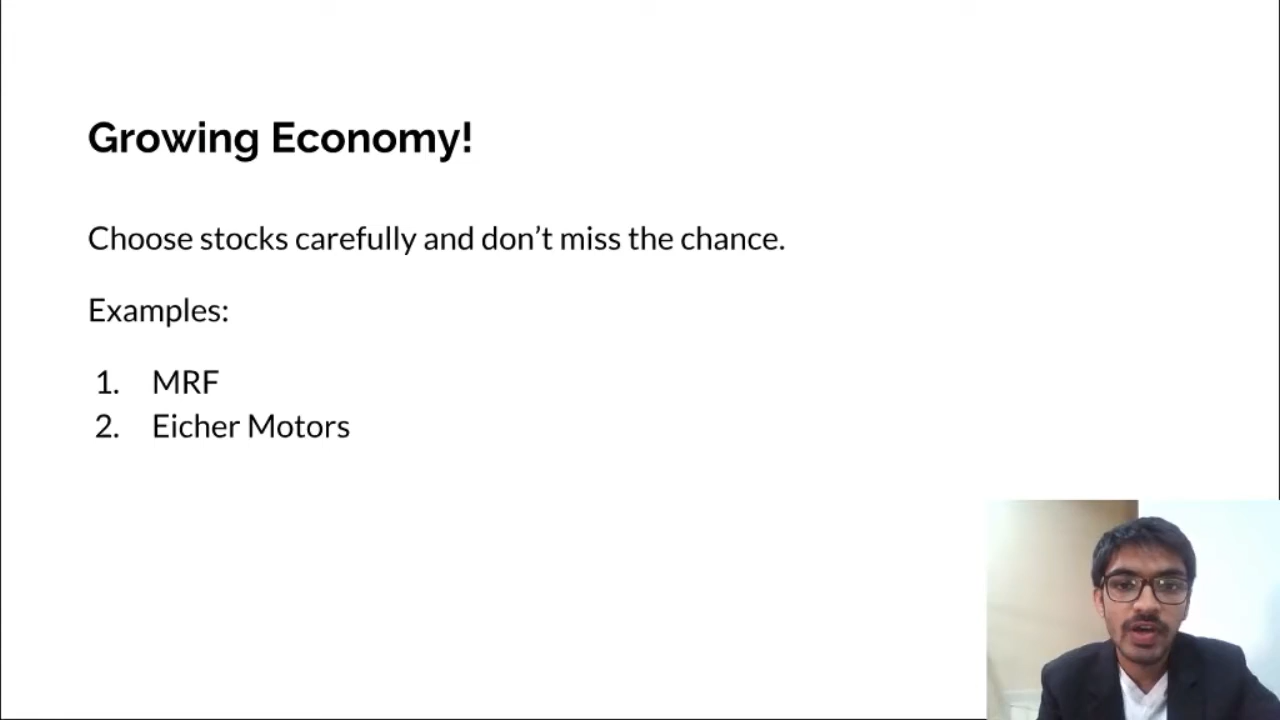 Growing Economy!
Choose stocks carefully and don’t miss the chance.
Examples:
1. MRF
2. Eicher Motors